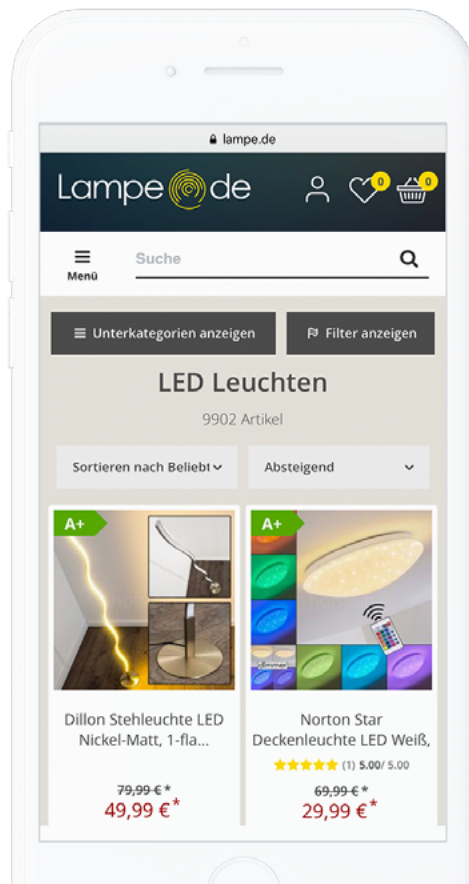 lampe.de
Lampe de
0
0
Menü
Suche
Unterkategorien anzeigen
Filter anzeigen
LED Leuchten
9902 Artikel
Sortieren nach Beliebt
Absteigend
A+
A+
Dillon Stehleuchte LED
Nickel-Matt, 1-fla...
79,99 € *
49,99 € *
Norton Star
Deckenleuchte LED Weiß,
(1) 5.00/ 5.00
69,99 € *
29,99 € *